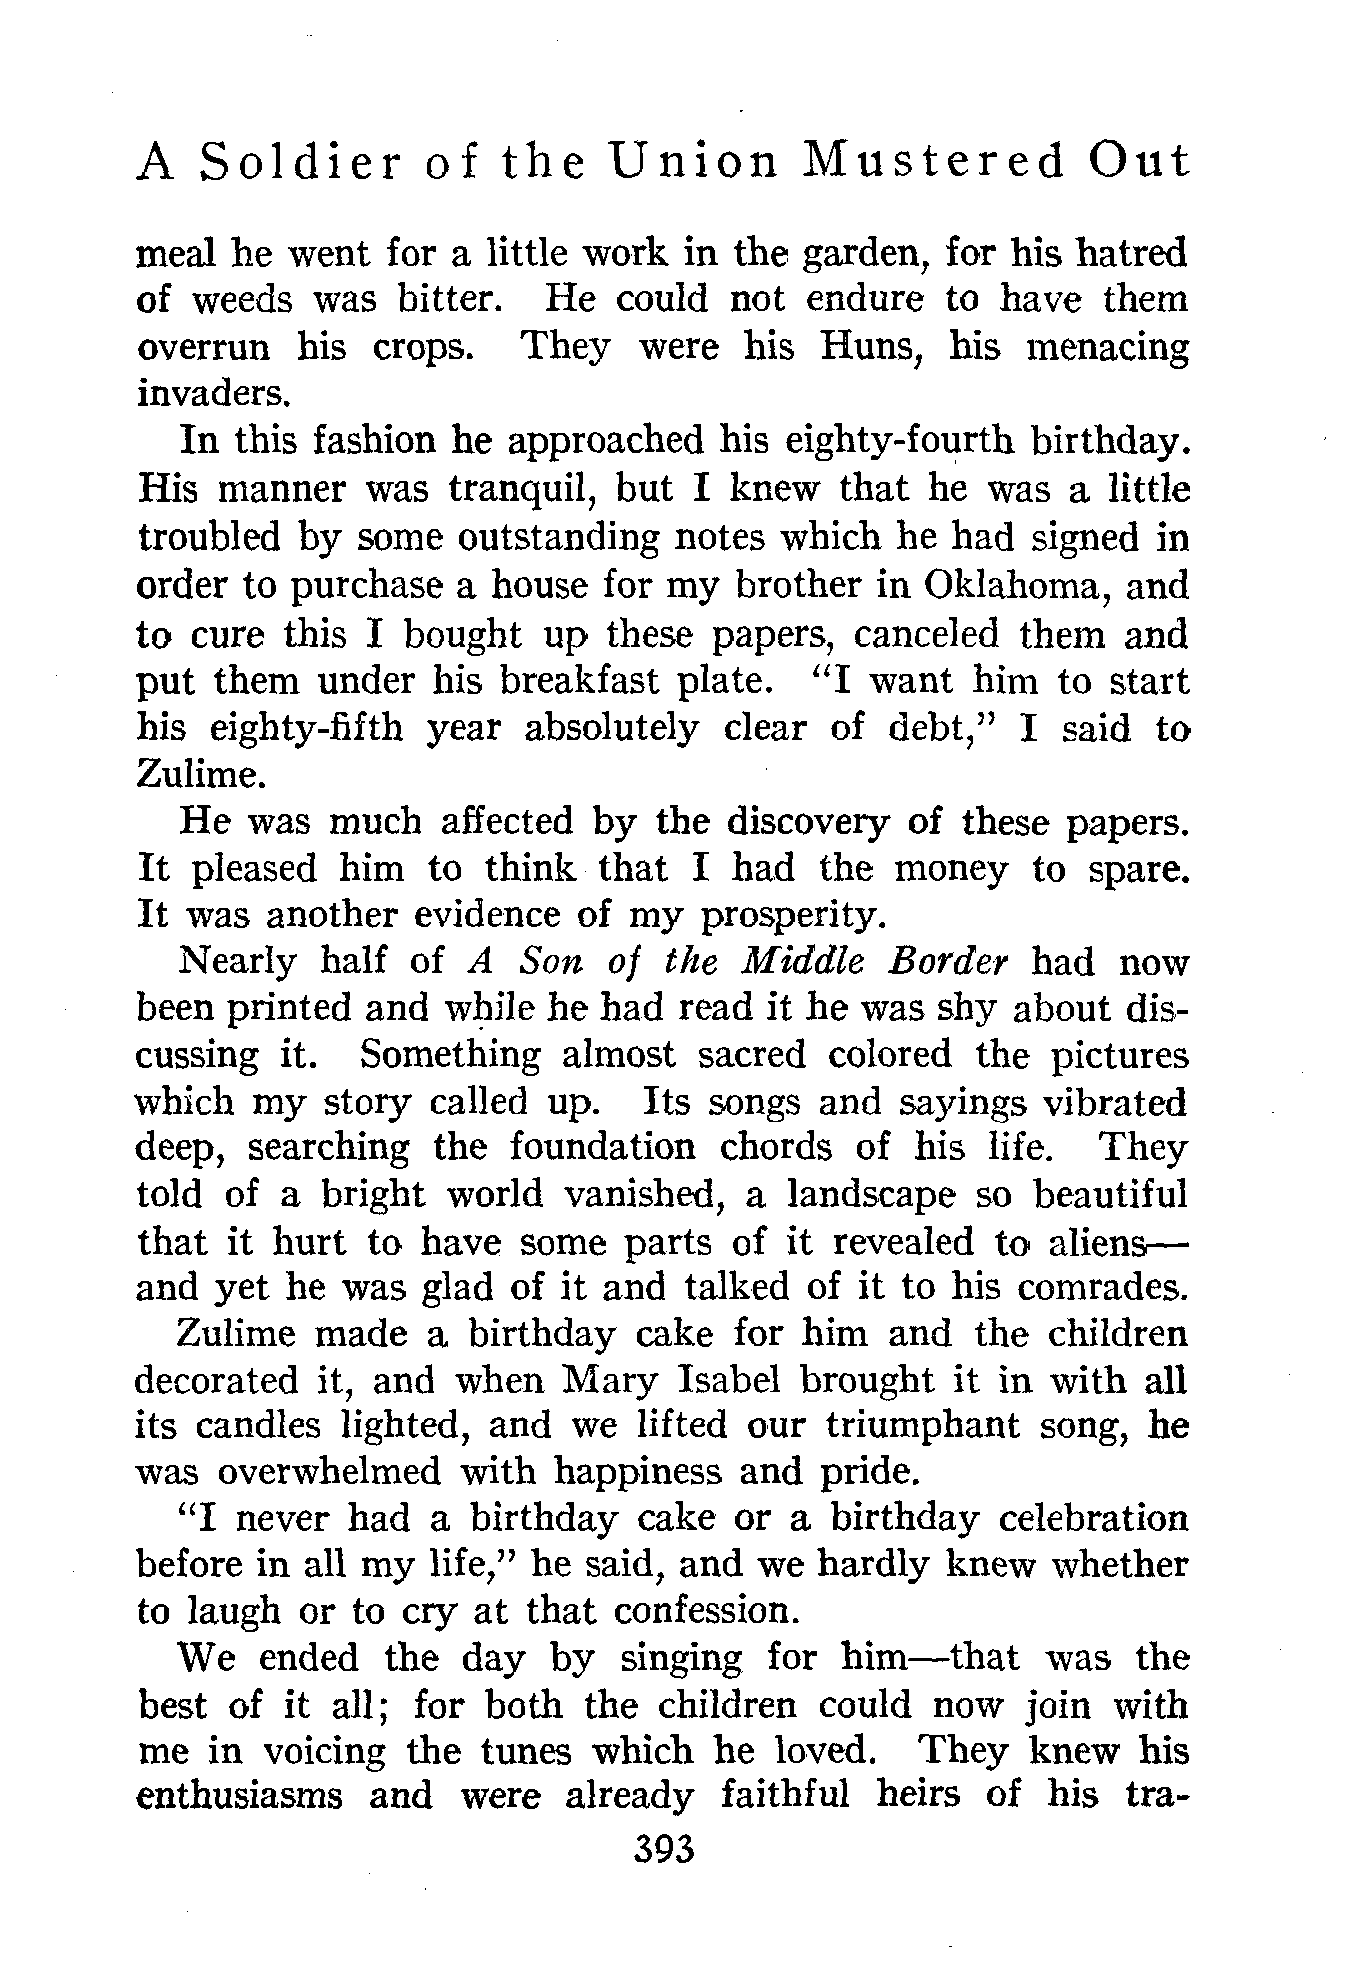 A Soldier of the Union Mustered Out
meal he went for a little work in the garden, for his hatred
of weeds was bitter. He could not endure to have them
overrun his crops. They were his Huns, his menacing
invaders.
In this fashion he approached his eighty-fourth birthday.
His manner was tranquil, but I knew that he was a little
troubled by some outstanding notes which he had signed in
order to purchase a house for my brother in Oklahoma, and
to cure this I bought up these papers, canceled them and
put them under his breakfast plate. "I want him to start
his eighty-fifth year absolutely clear of debt," I said to
Zulime.
He was much affected by the discovery of these papers.
It pleased him to think that I had the money to spare.
It was another evidence of my prosperity.
Nearly half of A Son of the Middle Border had now
been printed and while he had read it he was shy about dis-
cussing it. Something almost sacred colored the pictures
which my story called up. Its songs and sayings vibrated
deep, searching the foundation chords of his life. They
told of a bright world vanished, a landscape so beautiful
that it hurt to have some parts of it revealed to aliens—
and yet he was glad of it and talked of it to his comrades.
Zulime made a birthday cake for him and the children
decorated it, and when Mary Isabel brought it in with all
its candles lighted, and we lifted our triumphant song, he
was overwhelmed with happiness and pride.
"I never had a birthday cake or a birthday celebration
before in all my life," he said, and we hardly knew whether
to laugh or to cry at that confession.
We ended the day by singing for him—that was the
best of it all; for both the children could now join with
me in voicing the tunes which he loved. They knew his
enthusiasms and were already faithful heirs of his tra-
393